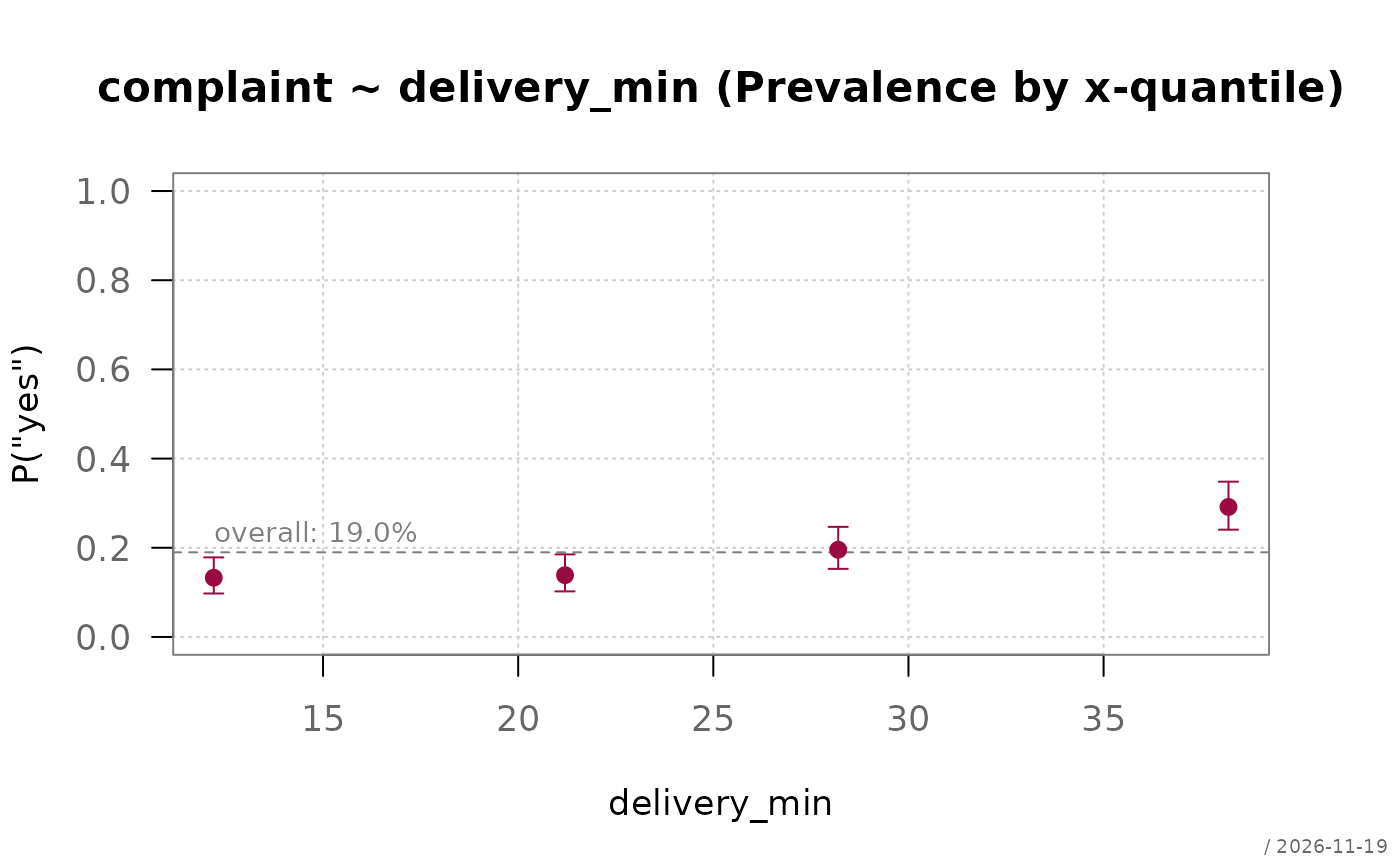 complaint ~ delivery_min (Prevalence by x-quantile)
1.0
0.8
0.6
0.4
0.2
0.0
P("yes")
overall: 19.0%
15 20 25 30 35
delivery_min
/ 2026-11-19